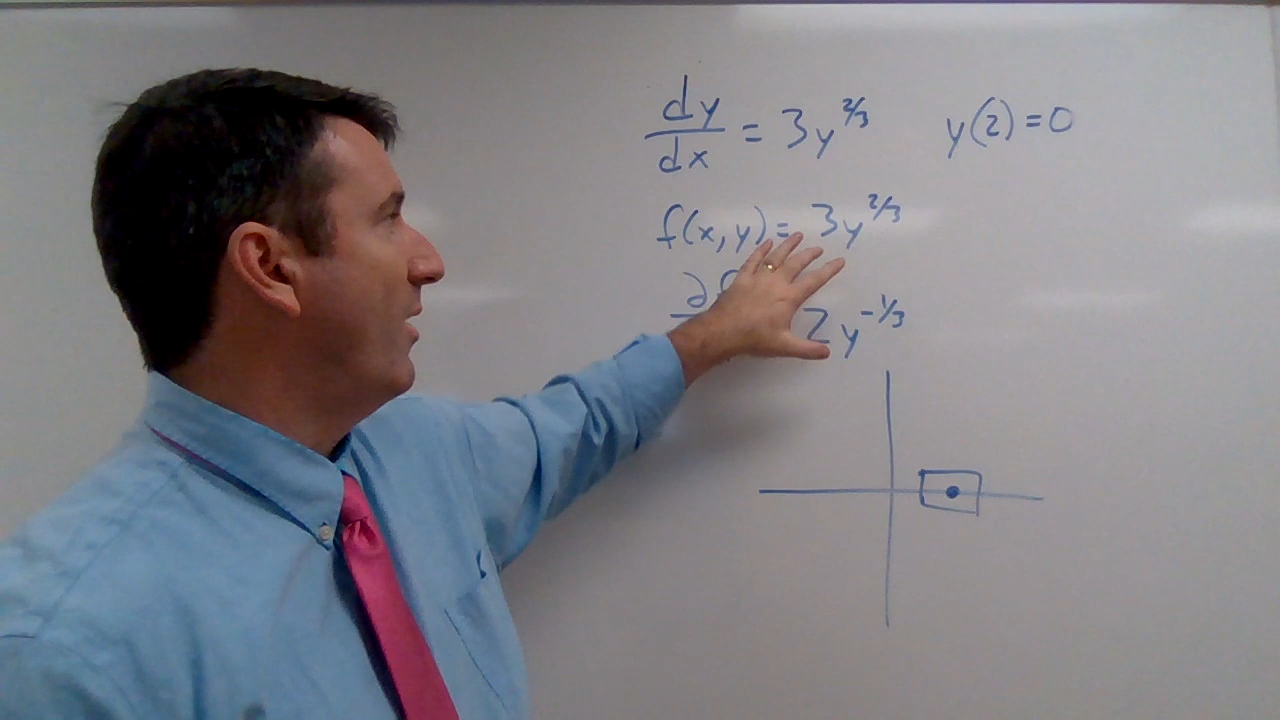 dy/dx = 3y^(2/3) y(2)=0
f(x,y)= 3y^(2/3)
∂f 2y^(-1/3)